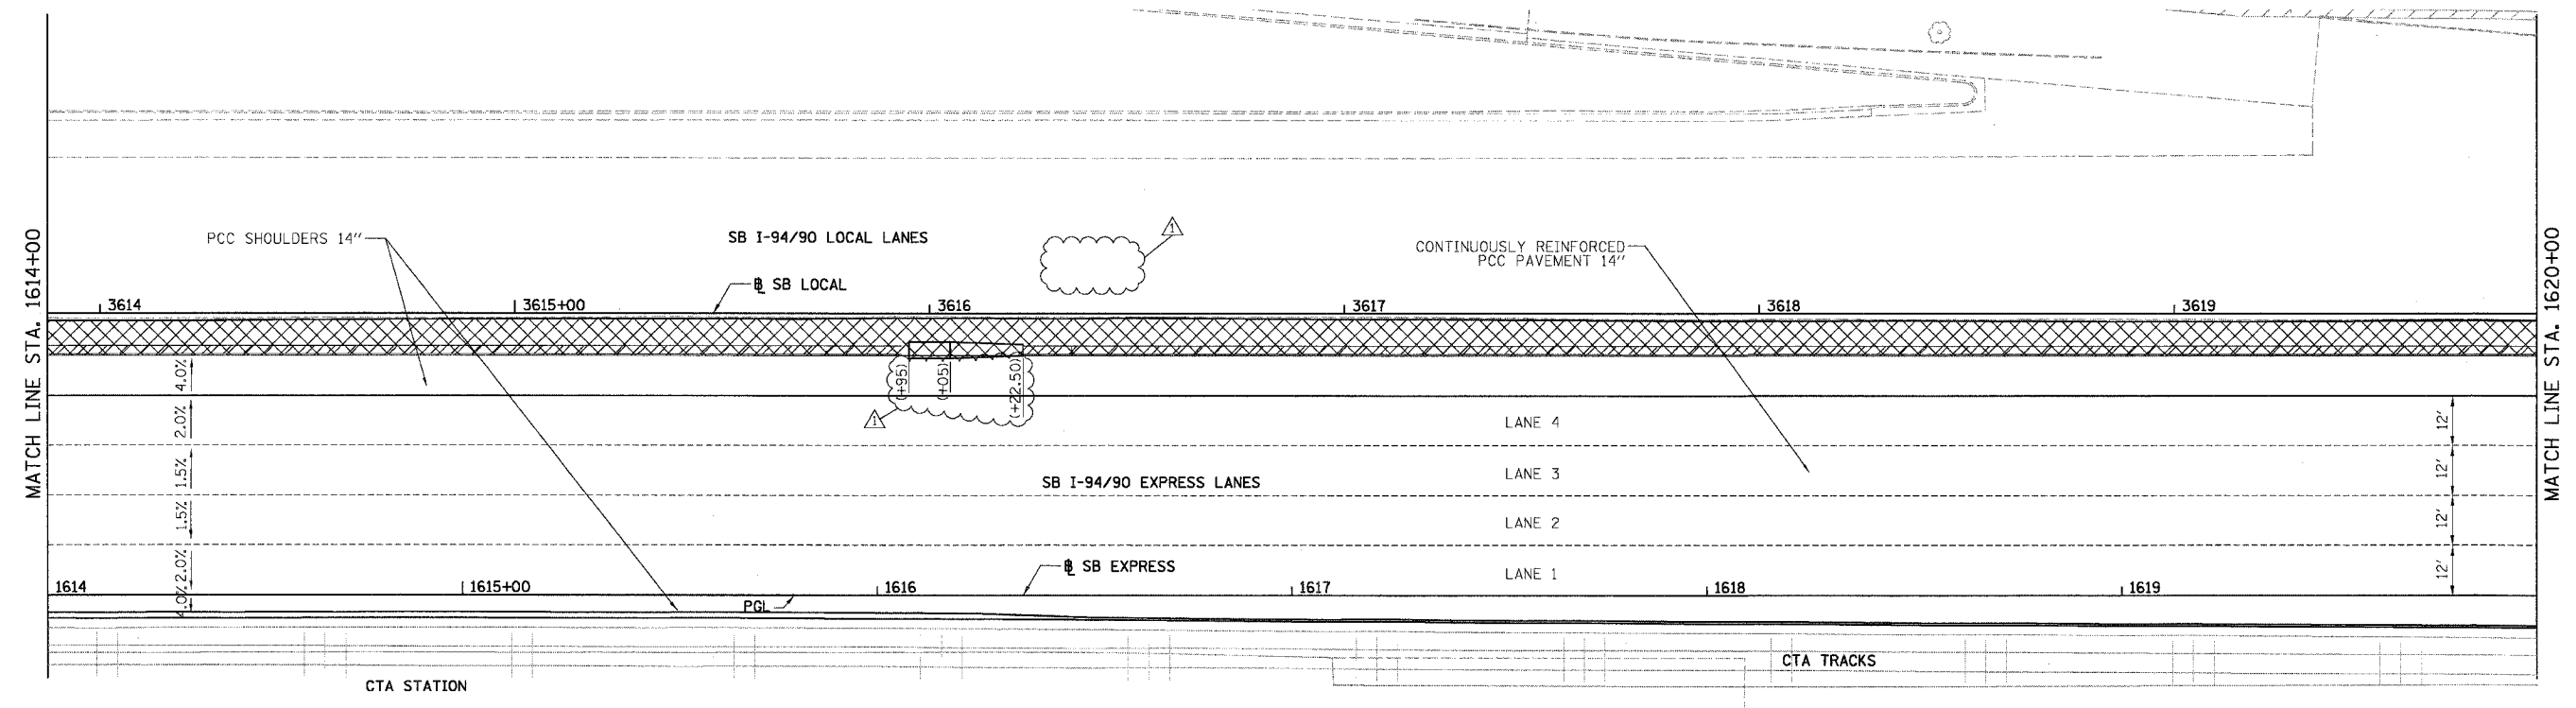 MATCH LINE STA. 1614+00
MATCH LINE STA. 1620+00
PCC SHOULDERS 14"
SB I-94/90 LOCAL LANES
1
CONTINUOUSLY REINFORCED
PCC PAVEMENT 14"
℄ SB LOCAL
3614
3615+00
3616
3617
3618
3619
4.0%
(+95)
(+05)
(+22.50)
1
2.0%
LANE 4
12'
1.5%
LANE 3
12'
SB I-94/90 EXPRESS LANES
1.5%
LANE 2
12'
2.0%
℄ SB EXPRESS
LANE 1
12'
4.0%
1614
1615+00
1616
1617
1618
1619
PGL
CTA TRACKS
CTA STATION